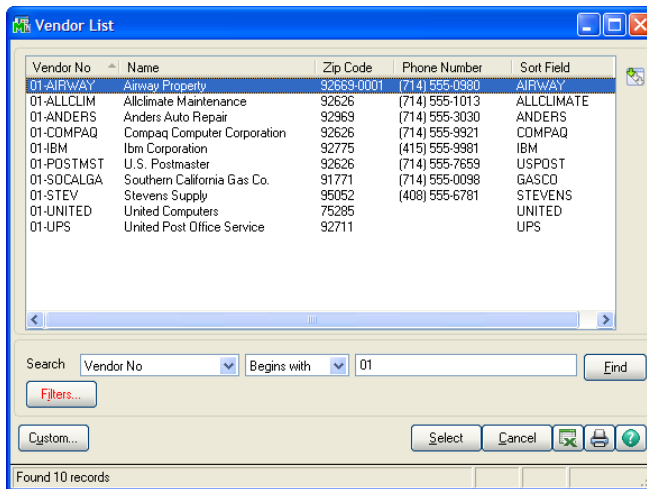 Vendor List
Vendor No Name Zip Code Phone Number Sort Field
01-AIRWAY Airway Property 92669-0001 (714) 555-0980 AIRWAY
01-ALLCLIM Allclimate Maintenance 92626 (714) 555-1013 ALLCLIMATE
01-ANDERS Anders Auto Repair 92969 (714) 555-3030 ANDERS
01-COMPAQ Compaq Computer Corporation 92626 (714) 555-9921 COMPAQ
01-IBM Ibm Corporation 92775 (415) 555-9981 IBM
01-POSTMST U.S. Postmaster 92626 (714) 555-7659 USPOST
01-SOCALGA Southern California Gas Co. 91771 (714) 555-0098 GASCO
01-STEV Stevens Supply 95052 (408) 555-6781 STEVENS
01-UNITED United Computers 75285 UNITED
01-UPS United Post Office Service 92711 UPS
Search Vendor No Begins with 01 Find
Filters...
Custom... Select Cancel
Found 10 records